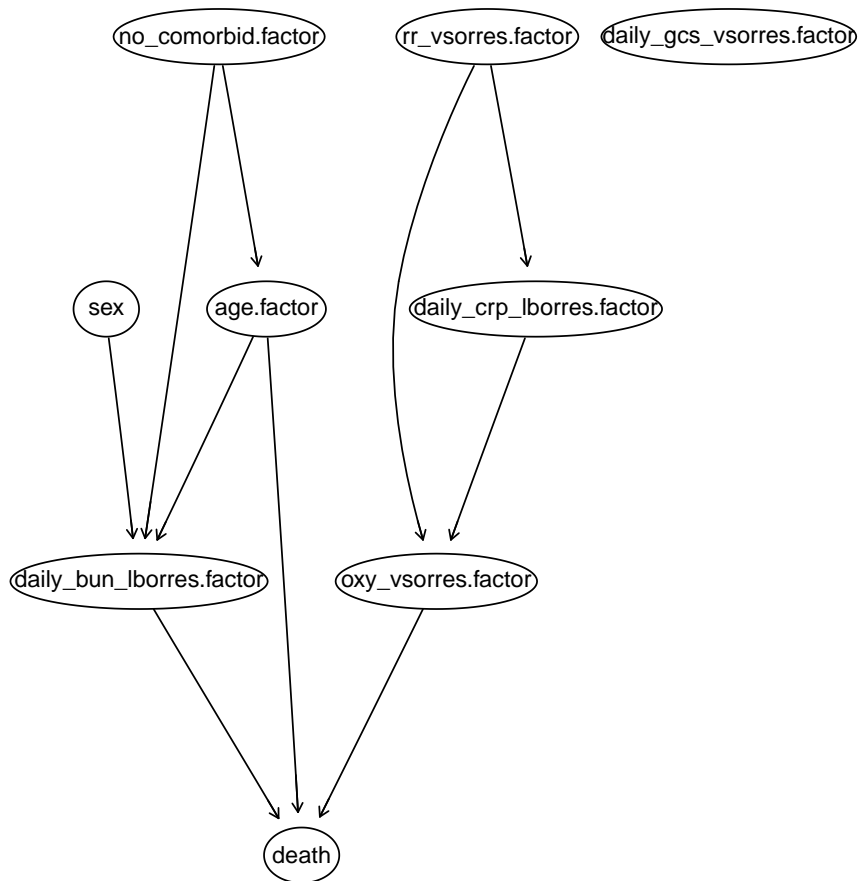 no_comorbid.factor
rr_vsorres.factor
daily_gcs_vsorres.factor
sex
age.factor
daily_crp_lborres.factor
daily_bun_lborres.factor
oxy_vsorres.factor
death